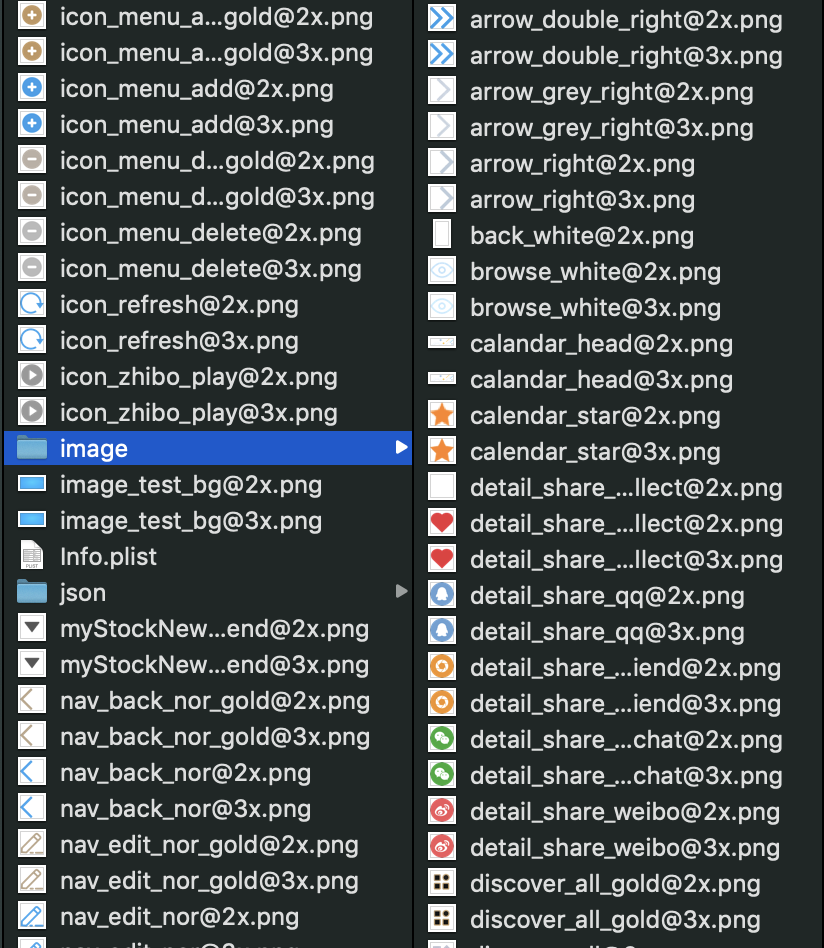 icon_menu_a...gold@2x.png
icon_menu_a...gold@3x.png
icon_menu_add@2x.png
icon_menu_add@3x.png
icon_menu_d...gold@2x.png
icon_menu_d...gold@3x.png
icon_menu_delete@2x.png
icon_menu_delete@3x.png
icon_refresh@2x.png
icon_refresh@3x.png
icon_zhibo_play@2x.png
icon_zhibo_play@3x.png
image
image_test_bg@2x.png
image_test_bg@3x.png
Info.plist
json
myStockNew...end@2x.png
myStockNew...end@3x.png
nav_back_nor_gold@2x.png
nav_back_nor_gold@3x.png
nav_back_nor@2x.png
nav_back_nor@3x.png
nav_edit_nor_gold@2x.png
nav_edit_nor_gold@3x.png
nav_edit_nor@2x.png
arrow_double_right@2x.png
arrow_double_right@3x.png
arrow_grey_right@2x.png
arrow_grey_right@3x.png
arrow_right@2x.png
arrow_right@3x.png
back_white@2x.png
browse_white@2x.png
browse_white@3x.png
calandar_head@2x.png
calandar_head@3x.png
calendar_star@2x.png
calendar_star@3x.png
detail_share_...llect@2x.png
detail_share_...llect@2x.png
detail_share_...llect@3x.png
detail_share_qq@2x.png
detail_share_qq@3x.png
detail_share_...iend@2x.png
detail_share_...iend@3x.png
detail_share_...chat@2x.png
detail_share_...chat@3x.png
detail_share_weibo@2x.png
detail_share_weibo@3x.png
discover_all_gold@2x.png
discover_all_gold@3x.png